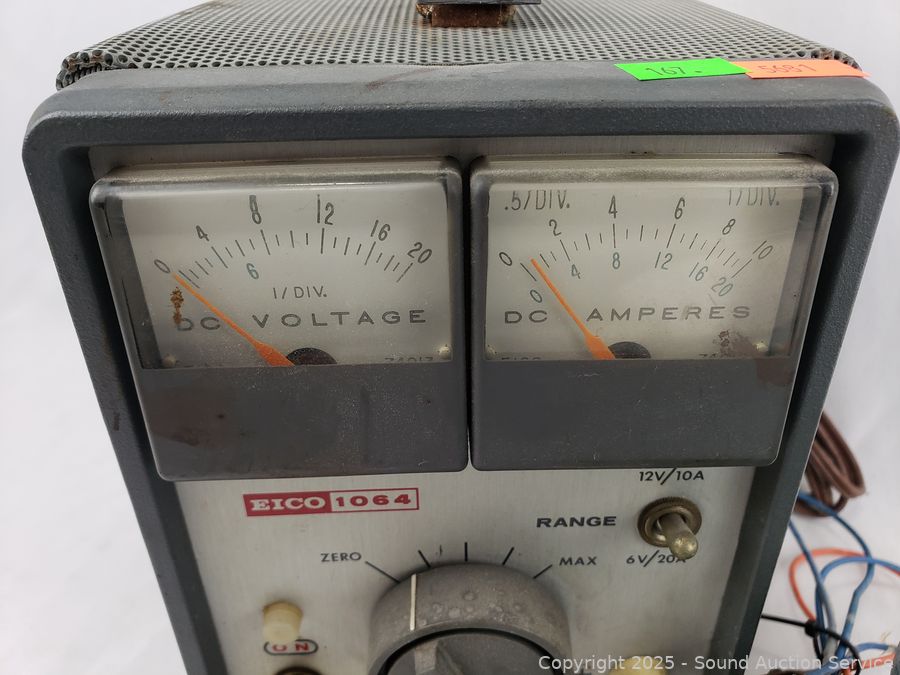 167.
5681
0 4 8 12 16 20
6
1/DIV.
DC VOLTAGE
.5/DIV. 1/DIV.
0 2 4 6 8 10
0 4 8 12 16 20
DC AMPERES
12V/10A
EICO 1064
RANGE
6V/20A
ZERO
MAX
ON
Copyright © 2025 - Sound Auction Service